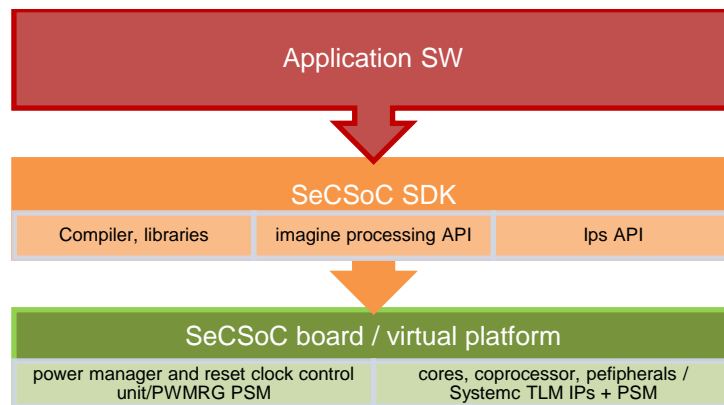 Application SW
SeCSoC SDK
Compiler, libraries
imagine processing API
Ips API
SeCSoC board / virtual platform
power manager and reset clock control
unit/PWMRG PSM
cores, coprocessor, pefipherals /
Systemc TLM IPs + PSM